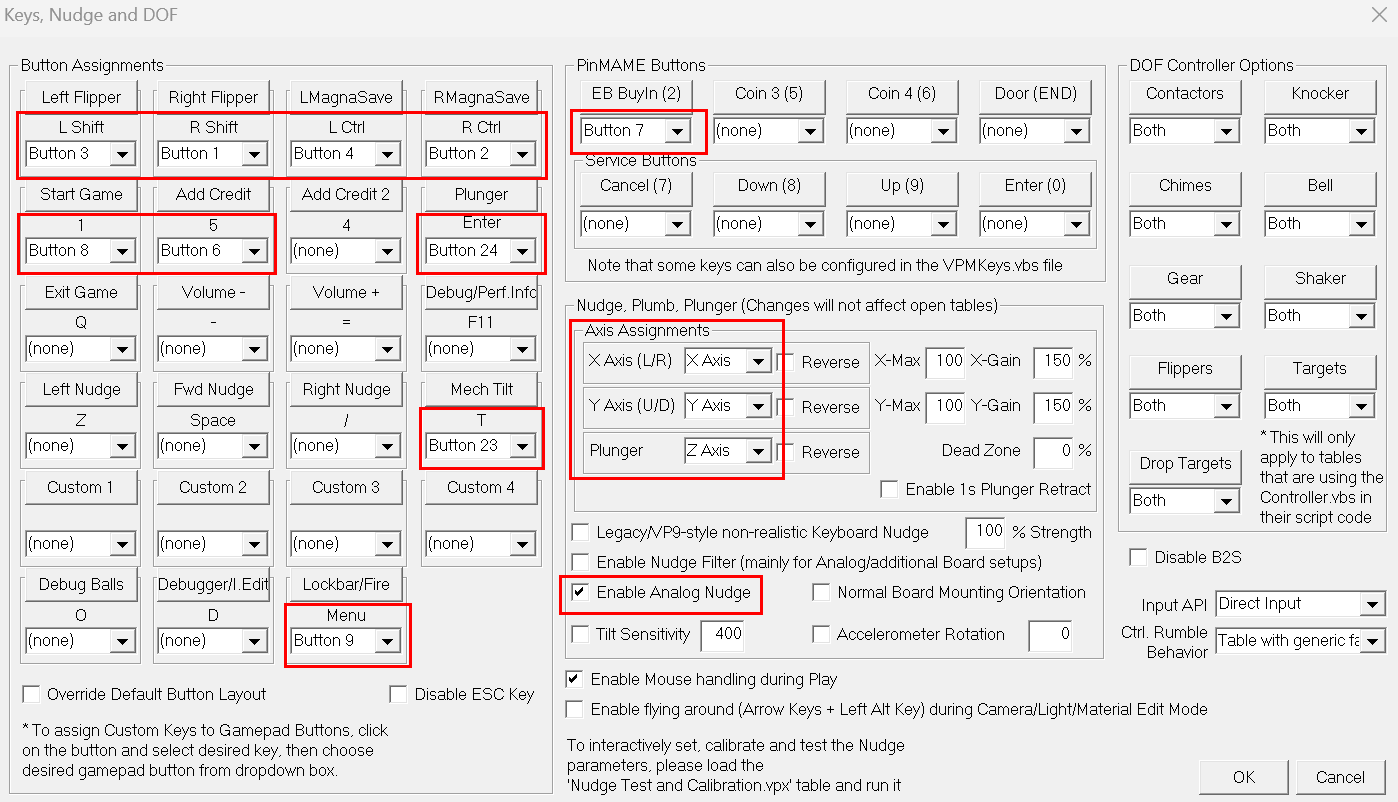 Keys, Nudge and DOF
Button Assignments
Left Flipper Right Flipper LMagnaSave RMagnaSave
L Shift R Shift L Ctrl R Ctrl
Button 3 Button 1 Button 4 Button 2
Start Game Add Credit Add Credit 2 Plunger
1 5 4 Enter
Button 8 Button 6 (none) Button 24
Exit Game Volume - Volume + Debug/Perf.Info
Q - = F11
(none) (none) (none) (none)
Left Nudge Fwd Nudge Right Nudge Mech Tilt
Z Space / T
(none) (none) (none) Button 23
Custom 1 Custom 2 Custom 3 Custom 4
(none) (none) (none) (none)
Debug Balls Debugger/I.Edit Lockbar/Fire
O D Menu
(none) (none) Button 9
Override Default Button Layout Disable ESC Key
* To assign Custom Keys to Gamepad Buttons, click
on the button and select desired key, then choose
desired gamepad button from dropdown box.
PinMAME Buttons
EB BuyIn (2) Coin 3 (5) Coin 4 (6) Door (END)
Button 7 (none) (none) (none)
Service Buttons
Cancel (7) Down (8) Up (9) Enter (0)
(none) (none) (none) (none)
Note that some keys can also be configured in the VPMKeys.vbs file
Nudge, Plumb, Plunger (Changes will not affect open tables)
Axis Assignments
X Axis (L/R) X Axis Reverse X-Max 100 X-Gain 150 %
Y Axis (U/D) Y Axis Reverse Y-Max 100 Y-Gain 150 %
Plunger Z Axis Reverse Dead Zone 0 %
Enable 1s Plunger Retract
Legacy/VP9-style non-realistic Keyboard Nudge 100 % Strength
Enable Nudge Filter (mainly for Analog/additional Board setups)
Enable Analog Nudge Normal Board Mounting Orientation
Tilt Sensitivity 400 Accelerometer Rotation 0
Enable Mouse handling during Play
Enable flying around (Arrow Keys + Left Alt Key) during Camera/Light/Material Edit Mode
To interactively set, calibrate and test the Nudge
parameters, please load the
'Nudge Test and Calibration.vpx' table and run it
DOF Controller Options
Contactors Knocker
Both Both
Chimes Bell
Both Both
Gear Shaker
Both Both
Flippers Targets
Both Both
Drop Targets
Both
* This will only
apply to tables
that are using the
Controller.vbs in
their script code
Disable B2S
Input API Direct Input
Ctrl. Rumble
Behavior Table with generic fa
OK Cancel